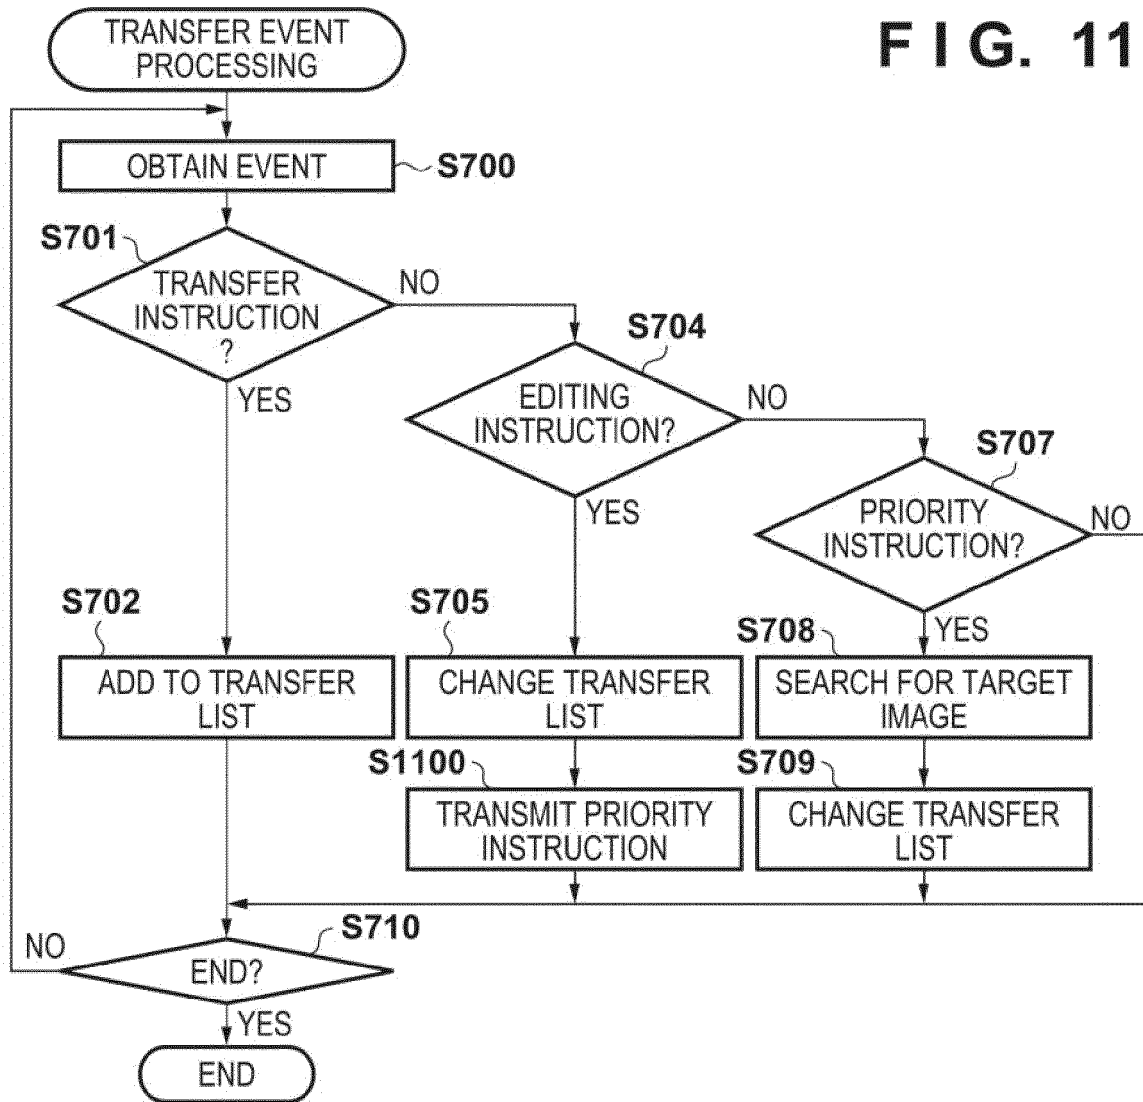 FIG. 11
TRANSFER EVENT
PROCESSING
OBTAIN EVENT
S700
S701
TRANSFER
INSTRUCTION
?
NO
YES
S704
EDITING
INSTRUCTION?
NO
YES
S707
PRIORITY
INSTRUCTION?
NO
YES
S702
ADD TO TRANSFER
LIST
S705
CHANGE TRANSFER
LIST
S708
SEARCH FOR TARGET
IMAGE
S1100
TRANSMIT PRIORITY
INSTRUCTION
S709
CHANGE TRANSFER
LIST
S710
END?
NO
YES
END